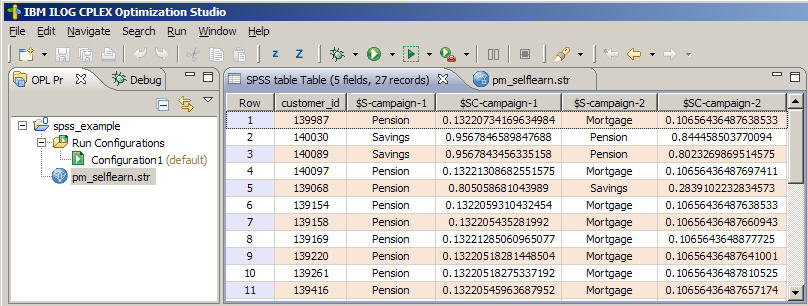 IBM ILOG CPLEX Optimization Studio
File Edit Navigate Search Run Window Help
z Z
OPL Pr Debug
SPSS table Table (5 fields, 27 records) pm_selflearn.str
spss_example
Run Configurations
Configuration1 (default)
pm_selflearn.str
Row customer_id $S-campaign-1 $SC-campaign-1 $S-campaign-2 $SC-campaign-2
1 139987 Pension 0.13220734169634984 Mortgage 0.10656436487638533
2 140030 Savings 0.9567846589847688 Pension 0.844458503770094
3 140089 Savings 0.9567843456335158 Pension 0.8023269869514575
4 140097 Pension 0.13221308682551575 Mortgage 0.10656436487697411
5 139068 Pension 0.805058681043989 Savings 0.2839102232834573
6 139154 Pension 0.1322059310432454 Mortgage 0.10656436487638533
7 139158 Pension 0.132205435281992 Mortgage 0.10656436487660943
8 139169 Pension 0.13221285060965077 Mortgage 0.1065643648877725
9 139220 Pension 0.13220518281448504 Mortgage 0.10656436487641001
10 139261 Pension 0.13220518275337192 Mortgage 0.10656436487810525
11 139416 Pension 0.13220545963687952 Mortgage 0.10656436487657174